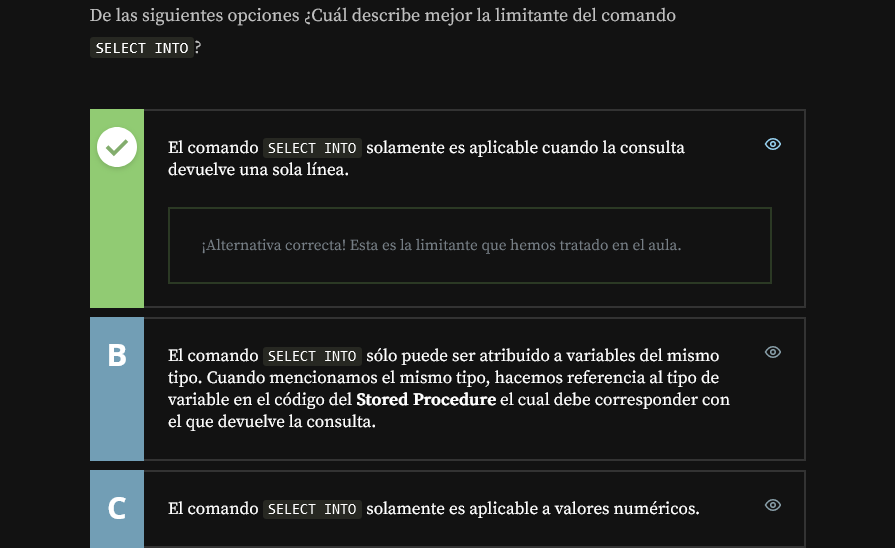 De las siguientes opciones ¿Cuál describe mejor la limitante del comando
SELECT INTO?
El comando SELECT INTO solamente es aplicable cuando la consulta
devuelve una sola línea.
¡Alternativa correcta! Esta es la limitante que hemos tratado en el aula.
B
El comando SELECT INTO sólo puede ser atribuido a variables del mismo
tipo. Cuando mencionamos el mismo tipo, hacemos referencia al tipo de
variable en el código del Stored Procedure el cual debe corresponder con
el que devuelve la consulta.
C
El comando SELECT INTO solamente es aplicable a valores numéricos.